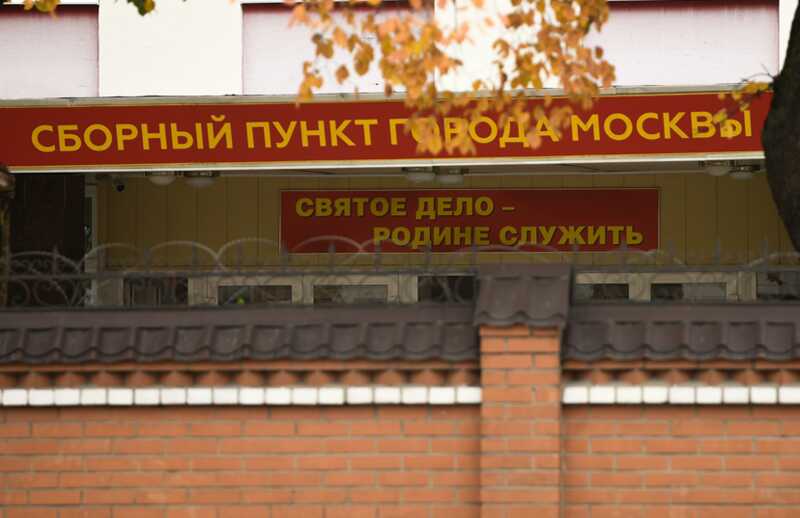 СБОРНЫЙ ПУНКТ ГОРОДА МОСКВЫ
СВЯТОЕ ДЕЛО –
РОДИНЕ СЛУЖИТЬ